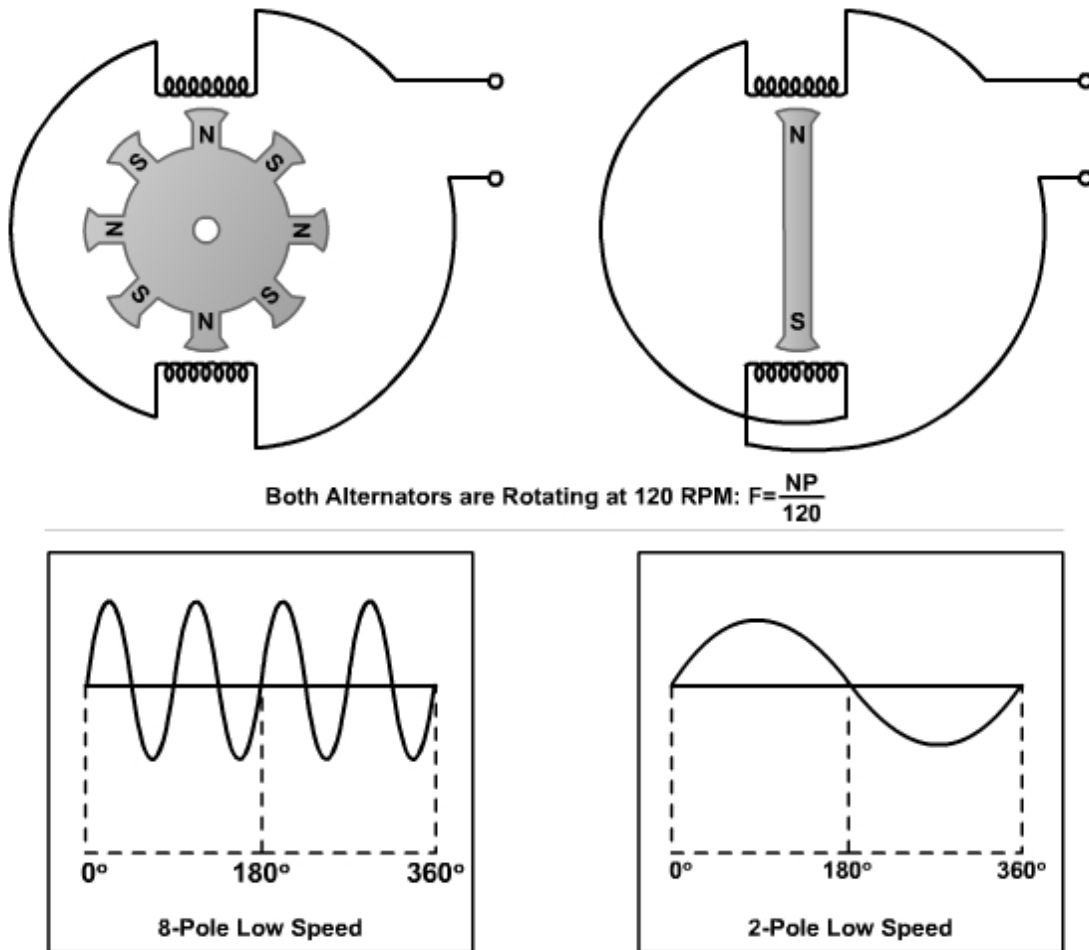 N
S
S
N
N
S
S
N
N
S
Both Alternators are Rotating at 120 RPM: F= NP
120
0° 180° 360°
8-Pole Low Speed
0° 180° 360°
2-Pole Low Speed